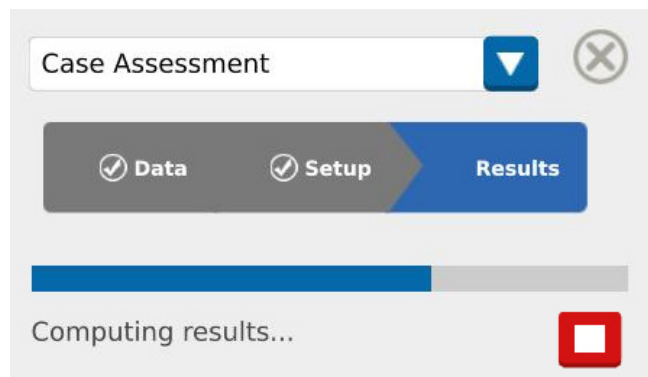 Case Assessment
Data Setup Results
Computing results...